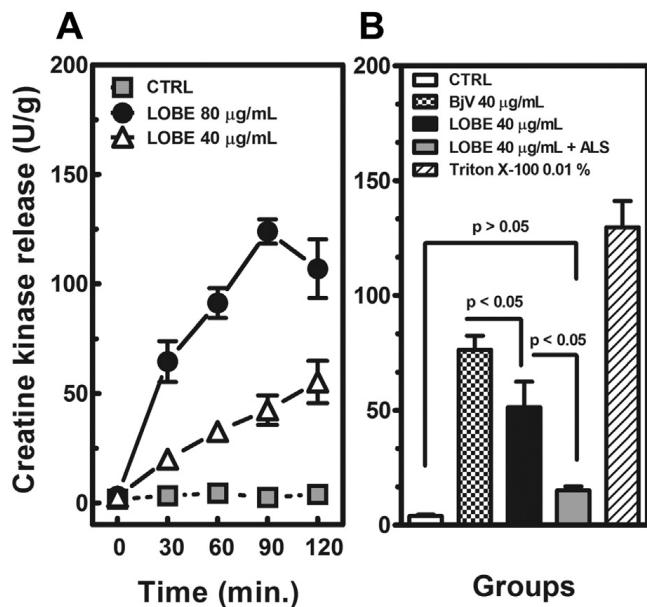 A
B
Creatine kinase release (U/g)
200
150
100
50
0
CTRL
LOBE 80 μg/mL
LOBE 40 μg/mL
0 30 60 90 120
Time (min.)
200
150
100
50
0
CTRL
BjV 40 μg/mL
LOBE 40 μg/mL
LOBE 40 μg/mL + ALS
Triton X-100 0.01 %
p > 0.05
p < 0.05
p < 0.05
Groups